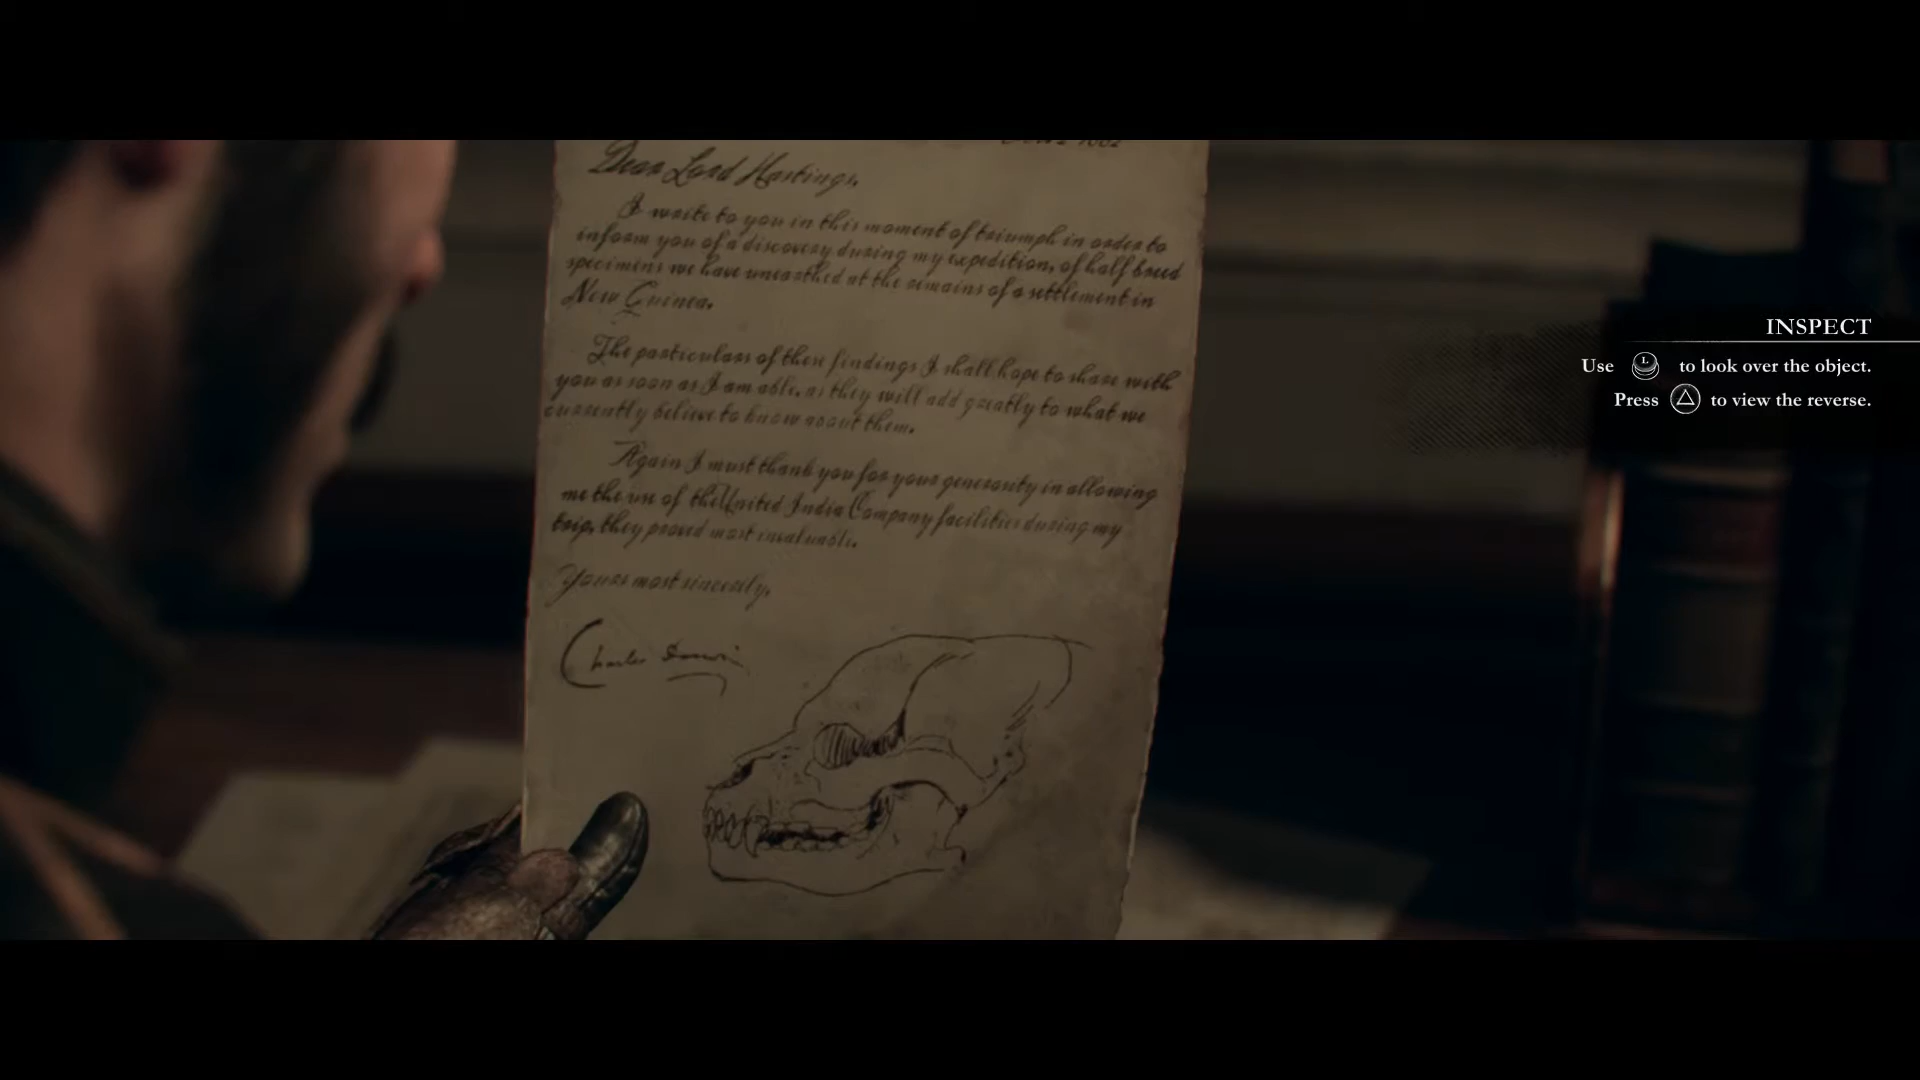 Dear Lord Hastings,
I write to you in this moment of triumph in order to
inform you of a discovery during my expedition, of half breed
specimens we have unearthed at the remains of a settlement in
New Guinea.
The particulars of these findings I shall hope to share with
you as soon as I am able, as they will add greatly to what we
currently believe to know about them.
Again I must thank you for your generosity in allowing
me the use of the United India Company facilities during my
trip, they proved most invaluable.
Yours most sincerely,
Charles Darwin
INSPECT
Use L to look over the object.
Press to view the reverse.